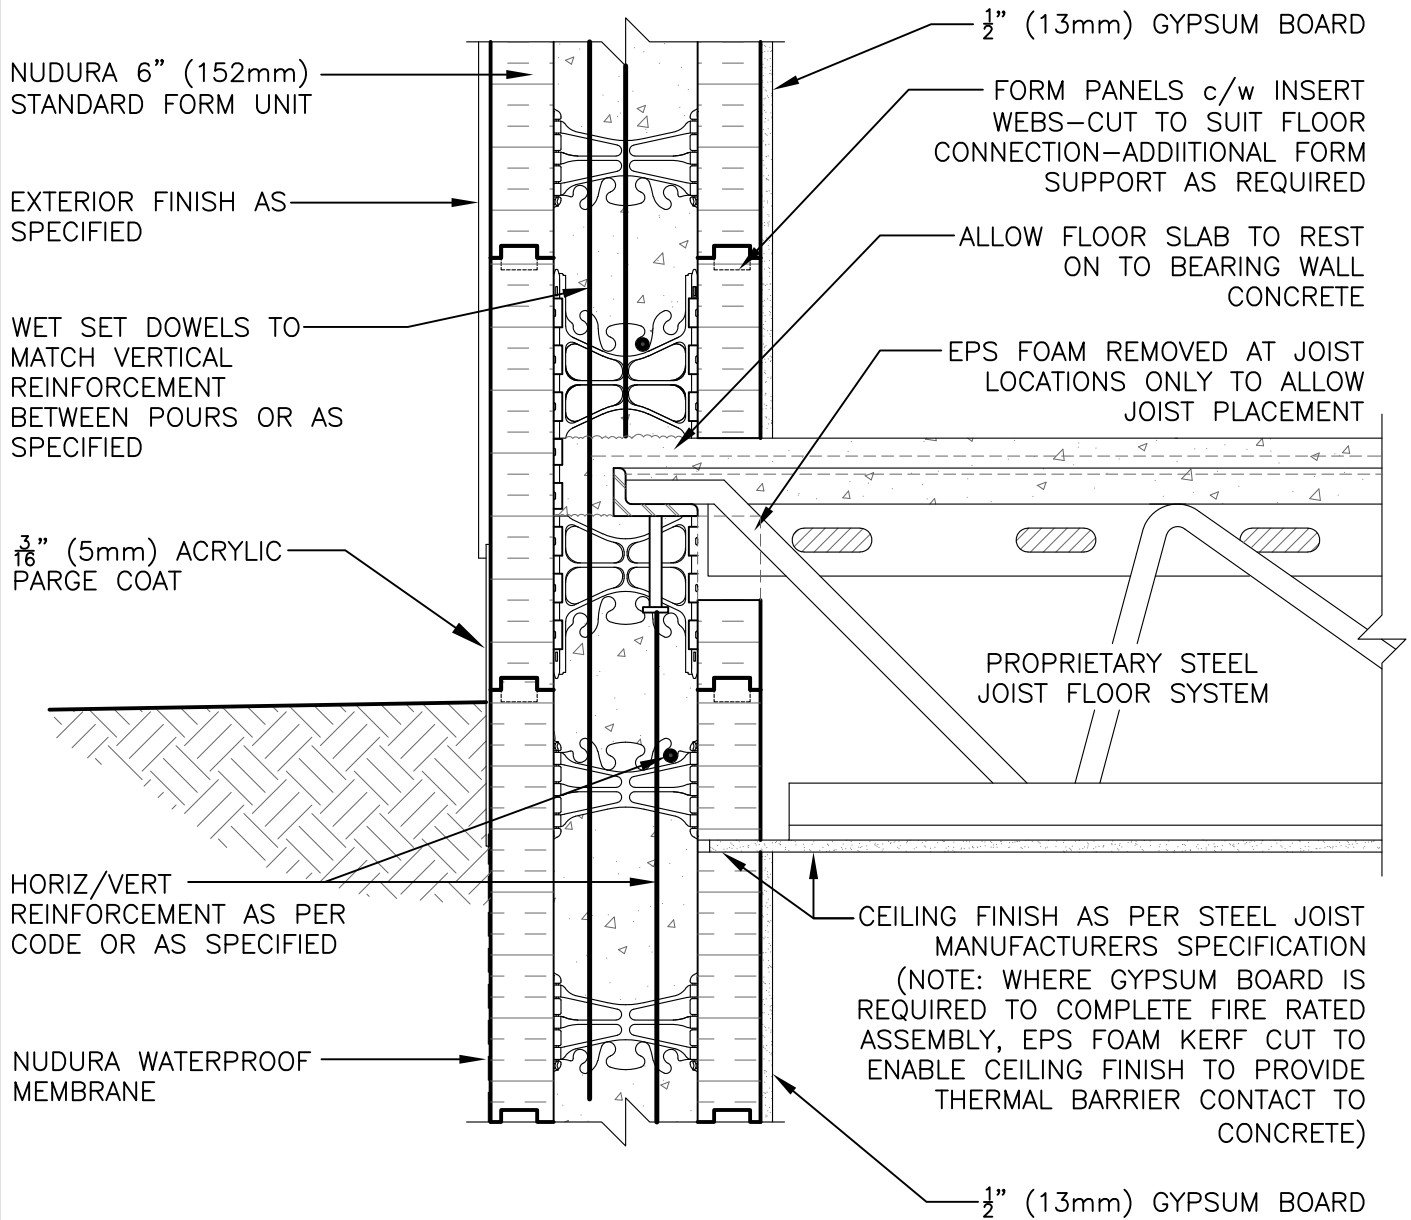 NUDURA 6” (152mm)
STANDARD FORM UNIT
EXTERIOR FINISH AS
SPECIFIED
WET SET DOWELS TO
MATCH VERTICAL
REINFORCEMENT
BETWEEN POURS OR AS
SPECIFIED
3/16” (5mm) ACRYLIC
PARGE COAT
HORIZ/VERT
REINFORCEMENT AS PER
CODE OR AS SPECIFIED
NUDURA WATERPROOF
MEMBRANE
1/2” (13mm) GYPSUM BOARD
FORM PANELS c/w INSERT
WEBS-CUT TO SUIT FLOOR
CONNECTION-ADDIITIONAL FORM
SUPPORT AS REQUIRED
ALLOW FLOOR SLAB TO REST
ON TO BEARING WALL
CONCRETE
EPS FOAM REMOVED AT JOIST
LOCATIONS ONLY TO ALLOW
JOIST PLACEMENT
PROPRIETARY STEEL
JOIST FLOOR SYSTEM
CEILING FINISH AS PER STEEL JOIST
MANUFACTURERS SPECIFICATION
(NOTE: WHERE GYPSUM BOARD IS
REQUIRED TO COMPLETE FIRE RATED
ASSEMBLY, EPS FOAM KERF CUT TO
ENABLE CEILING FINISH TO PROVIDE
THERMAL BARRIER CONTACT TO
CONCRETE)
1/2” (13mm) GYPSUM BOARD